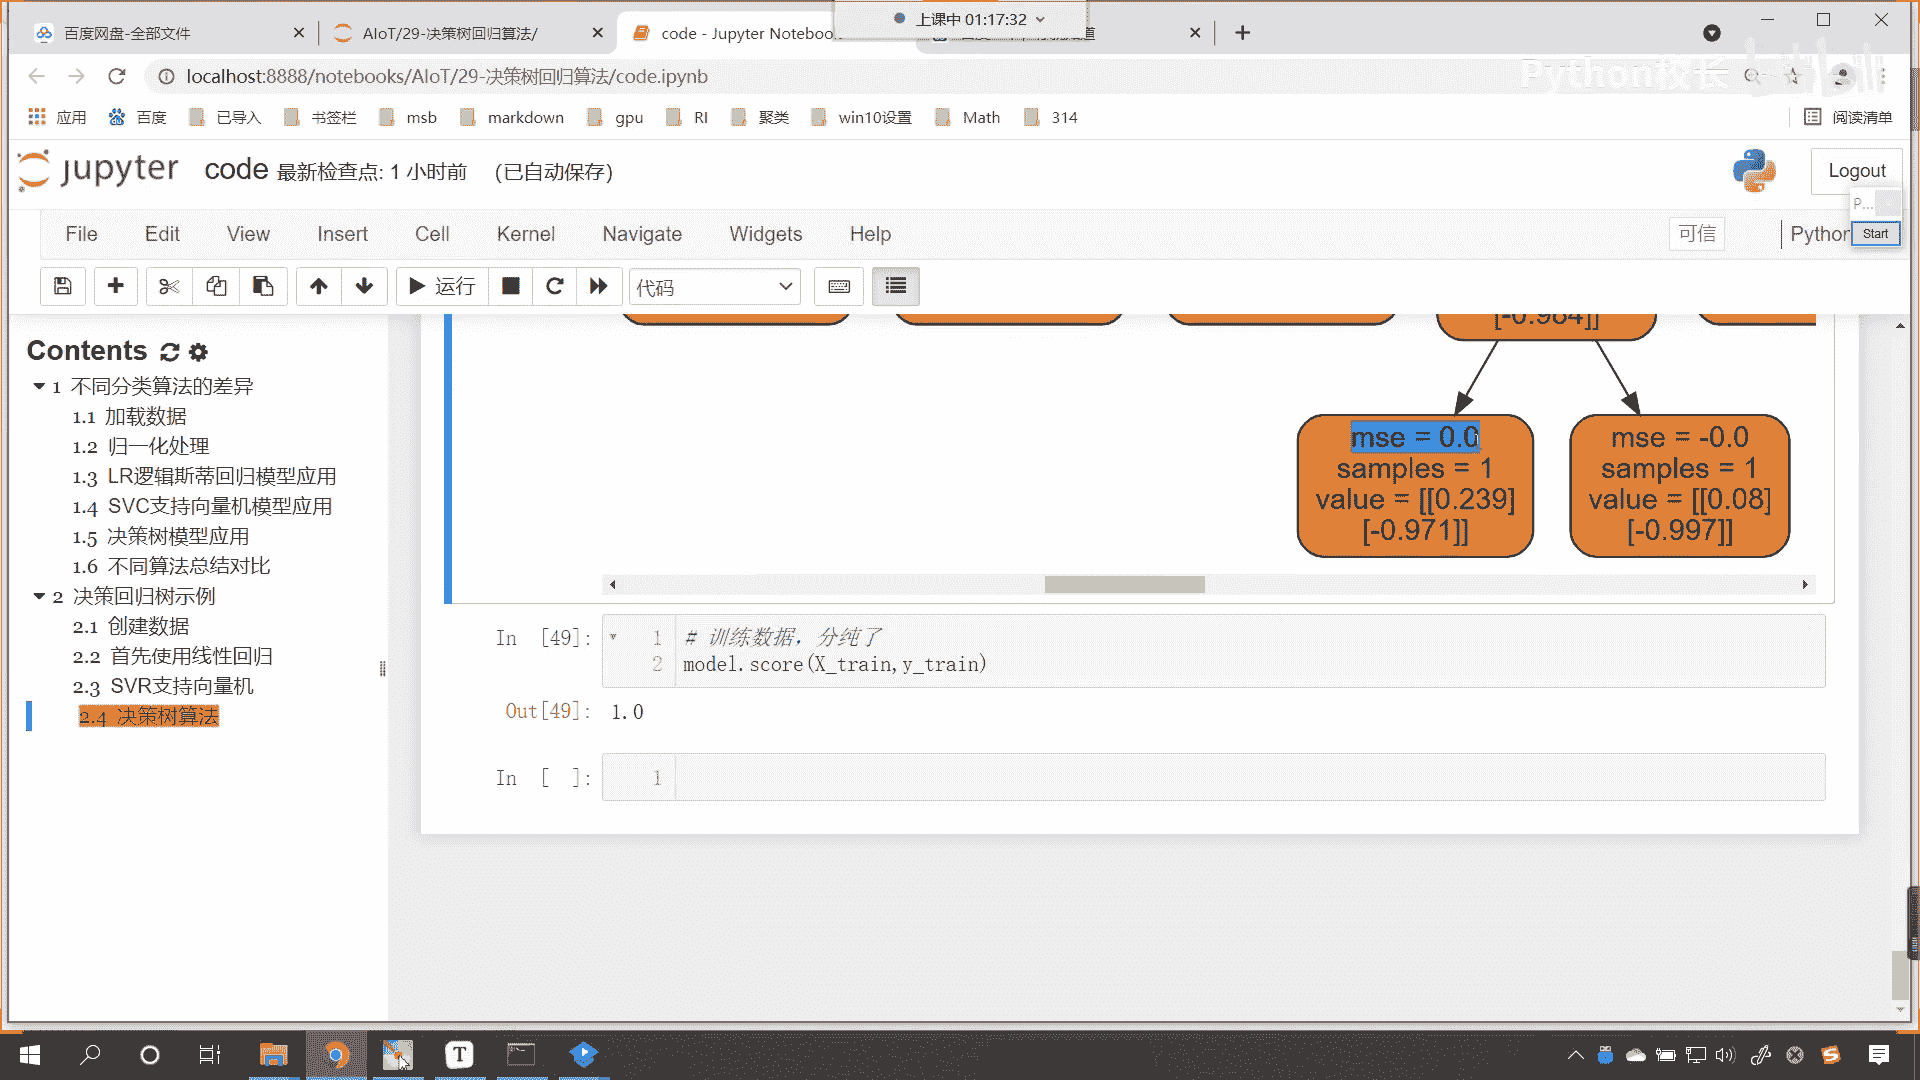 上课中 01:17:32
百度网盘-全部文件
AIoT/29-决策树回归算法/
code - Jupyter Notebook
localhost:8888/notebooks/AIoT/29-决策树回归算法/code.ipynb
Python校长
应用 百度 已导入 书签栏 msb markdown gpu RI 聚类 win10设置 Math 314 阅读清单
jupyter code 最新检查点: 1 小时前 (已自动保存)
Logout
P...
Start
File Edit View Insert Cell Kernel Navigate Widgets Help 可信 Python
运行 代码
Contents
1 不同分类算法的差异
1.1 加载数据
1.2 归一化处理
1.3 LR逻辑斯蒂回归模型应用
1.4 SVC支持向量机模型应用
1.5 决策树模型应用
1.6 不同算法总结对比
2 决策回归树示例
2.1 创建数据
2.2 首先使用线性回归
2.3 SVR支持向量机
2.4 决策树算法
[-0.984]]
mse = 0.0
samples = 1
value = [[0.239]
[-0.971]]
mse = -0.0
samples = 1
value = [[0.08]
[-0.997]]
In [49]:
1 # 训练数据，分纯了
2 model.score(X_train,y_train)
Out[49]: 1.0
In [ ]: 1